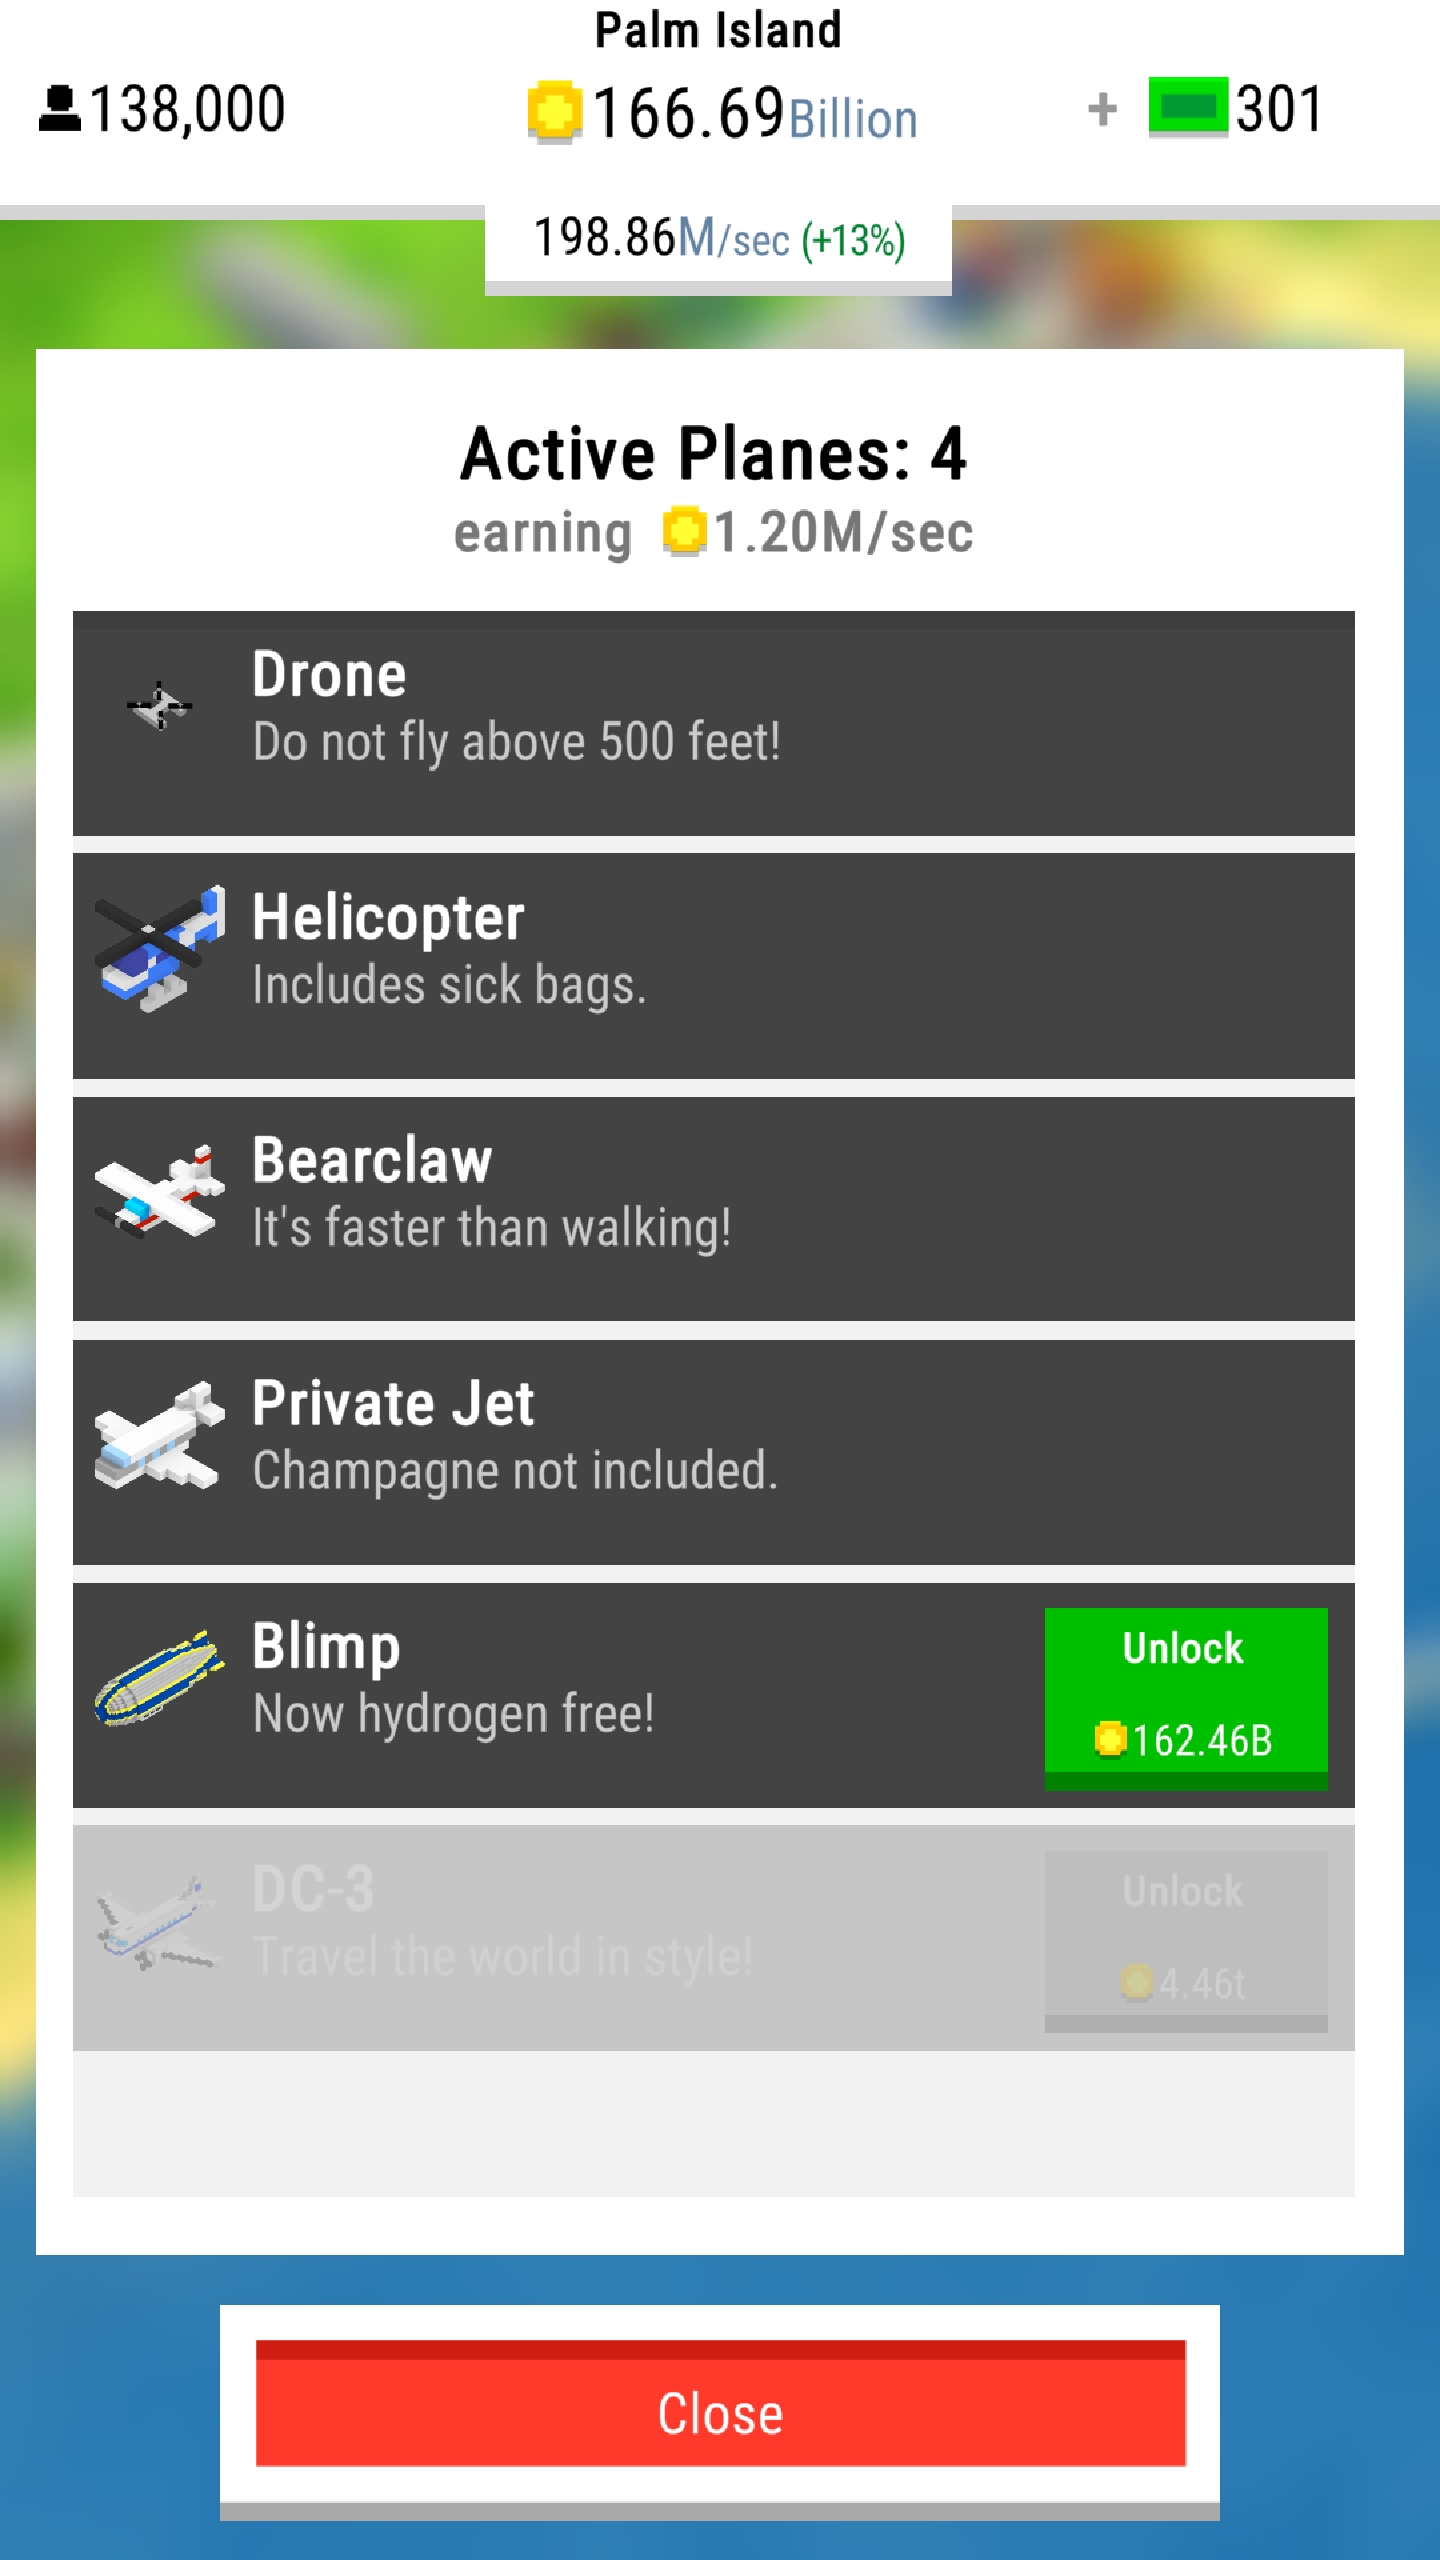 Palm Island
138,000
166.69Billion
+ 301
198.86M/sec (+13%)
Active Planes: 4
earning 1.20M/sec
Drone
Do not fly above 500 feet!
Helicopter
Includes sick bags.
Bearclaw
It's faster than walking!
Private Jet
Champagne not included.
Blimp
Now hydrogen free!
Unlock
162.46B
DC-3
Travel the world in style!
Unlock
4.46t
Close